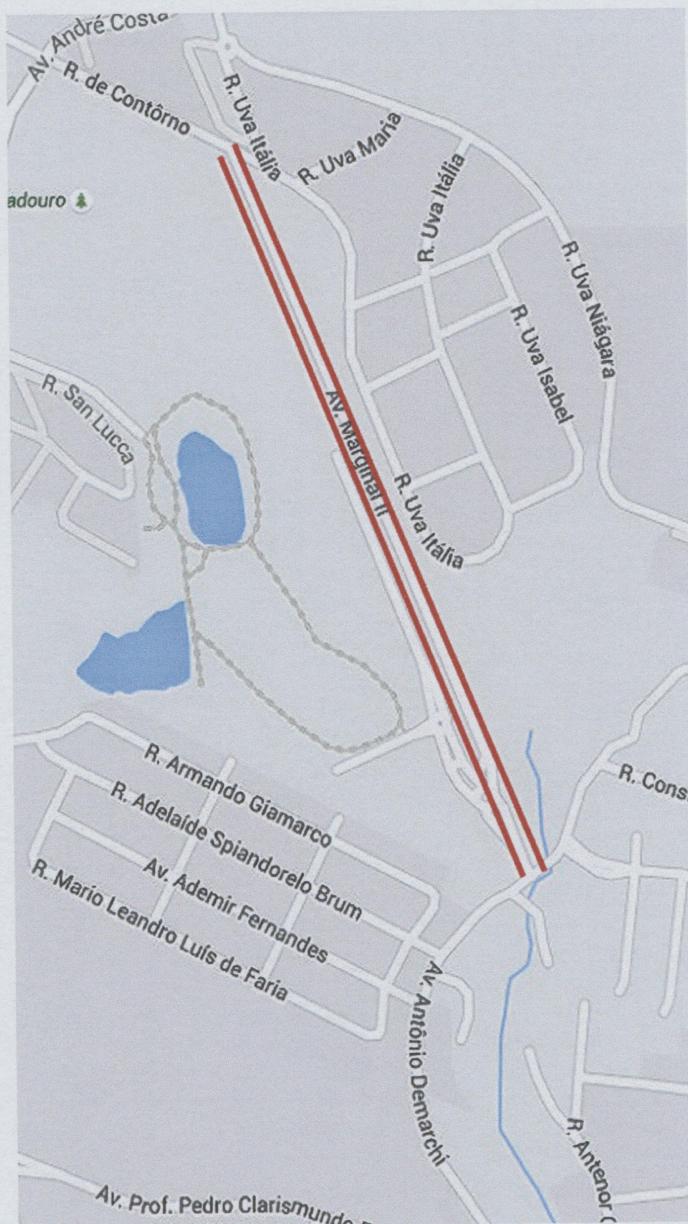 Av. André Costa
R. de Contôrno
R. Uva Itália
R. Uva Maria
R. Uva Itália
adouro
R. Uva Niágara
R. Uva Isabel
R. San Lucca
Av. Marginal II
R. Uva Itália
R. Armando Giamarco
R. Cons
R. Adelaíde Spiandorelo Brum
Av. Ademir Fernandes
R. Mario Leandro Luís de Faria
Av. Antônio Demarchi
R. Antenor
Av. Prof. Pedro Clarismundo